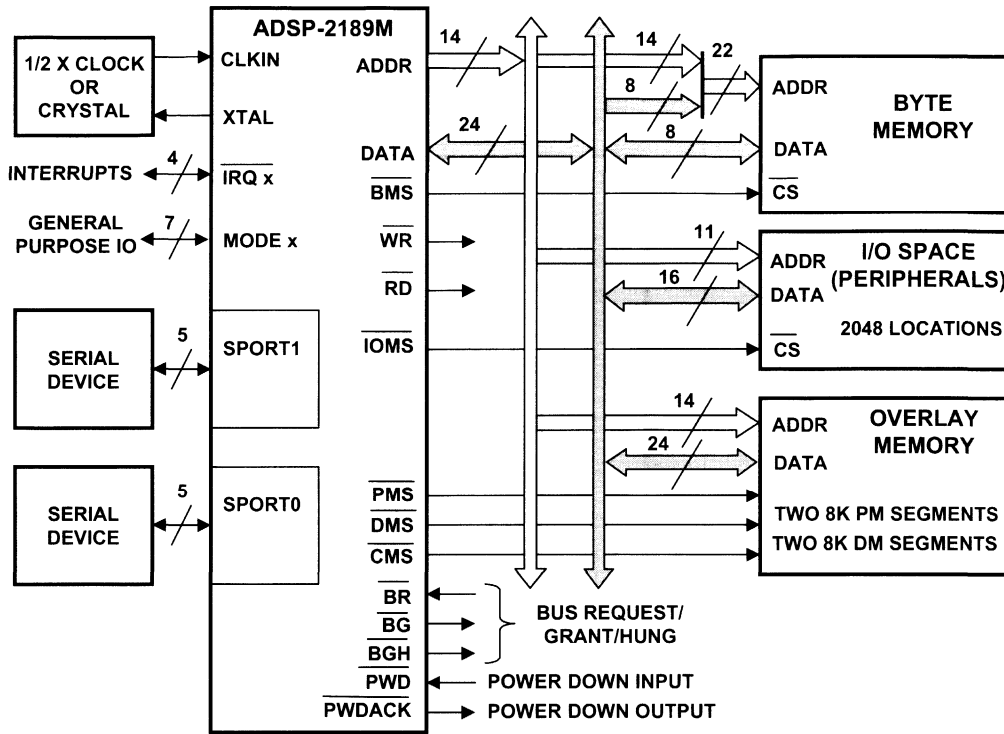 ADSP-2189M
1/2 X CLOCK
OR
CRYSTAL
CLKIN
XTAL
INTERRUPTS
4
IRQ x
GENERAL
PURPOSE IO
7
MODE x
SERIAL
DEVICE
5
SPORT1
SERIAL
DEVICE
5
SPORT0
ADDR
14
14
22
8
DATA
24
8
BMS
WR
RD
IOMS
PMS
DMS
CMS
BR
BG
BGH
PWD
PWDACK
BUS REQUEST/
GRANT/HUNG
POWER DOWN INPUT
POWER DOWN OUTPUT
ADDR
BYTE
MEMORY
DATA
CS
11
16
I/O SPACE
ADDR
(PERIPHERALS)
DATA
2048 LOCATIONS
CS
14
24
OVERLAY
ADDR
MEMORY
DATA
TWO 8K PM SEGMENTS
TWO 8K DM SEGMENTS